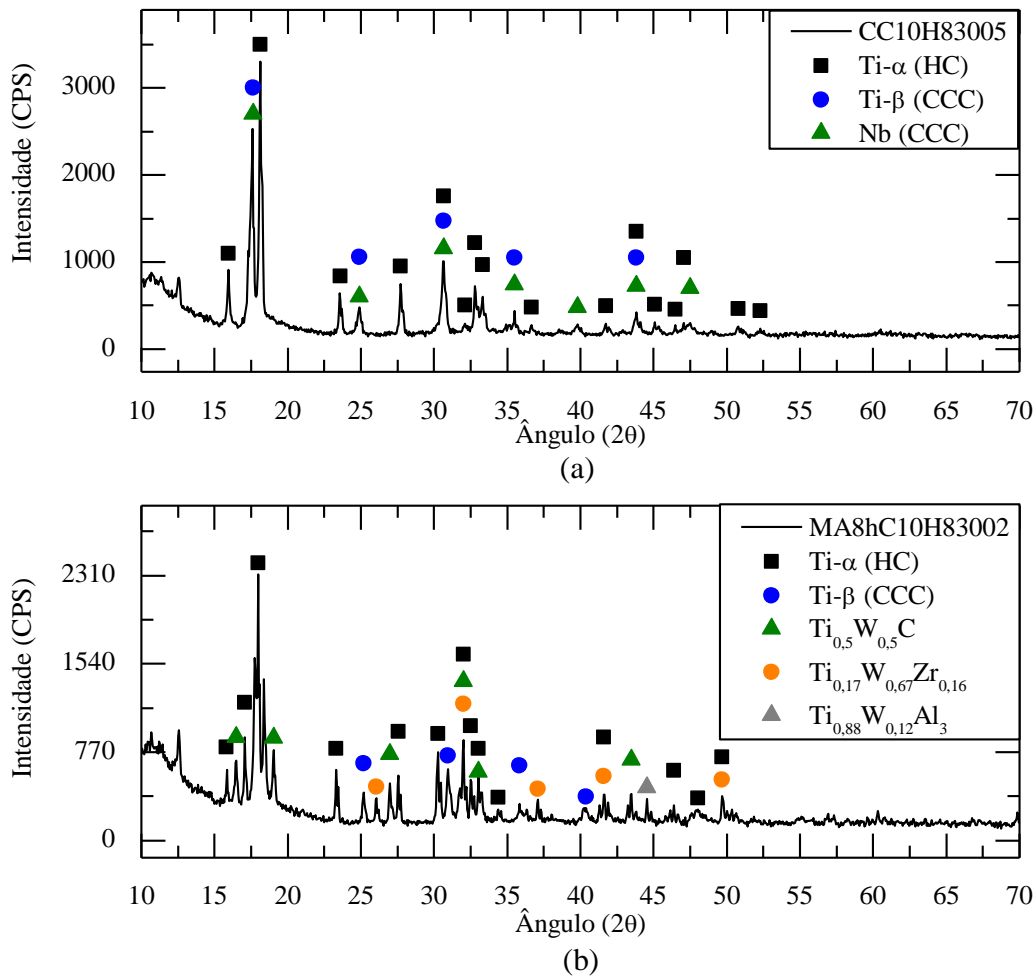 CC10H83005
Ti-α (HC)
Ti-β (CCC)
Nb (CCC)
Intensidade (CPS)
3000
2000
1000
0
10 15 20 25 30 35 40 45 50 55 60 65 70
Ângulo (2θ)
(a)
MA8hC10H83002
Ti-α (HC)
Ti-β (CCC)
Ti0,5W0,5C
Ti0,17W0,67Zr0,16
Ti0,88W0,12Al3
Intensidade (CPS)
2310
1540
770
0
10 15 20 25 30 35 40 45 50 55 60 65 70
Ângulo (2θ)
(b)